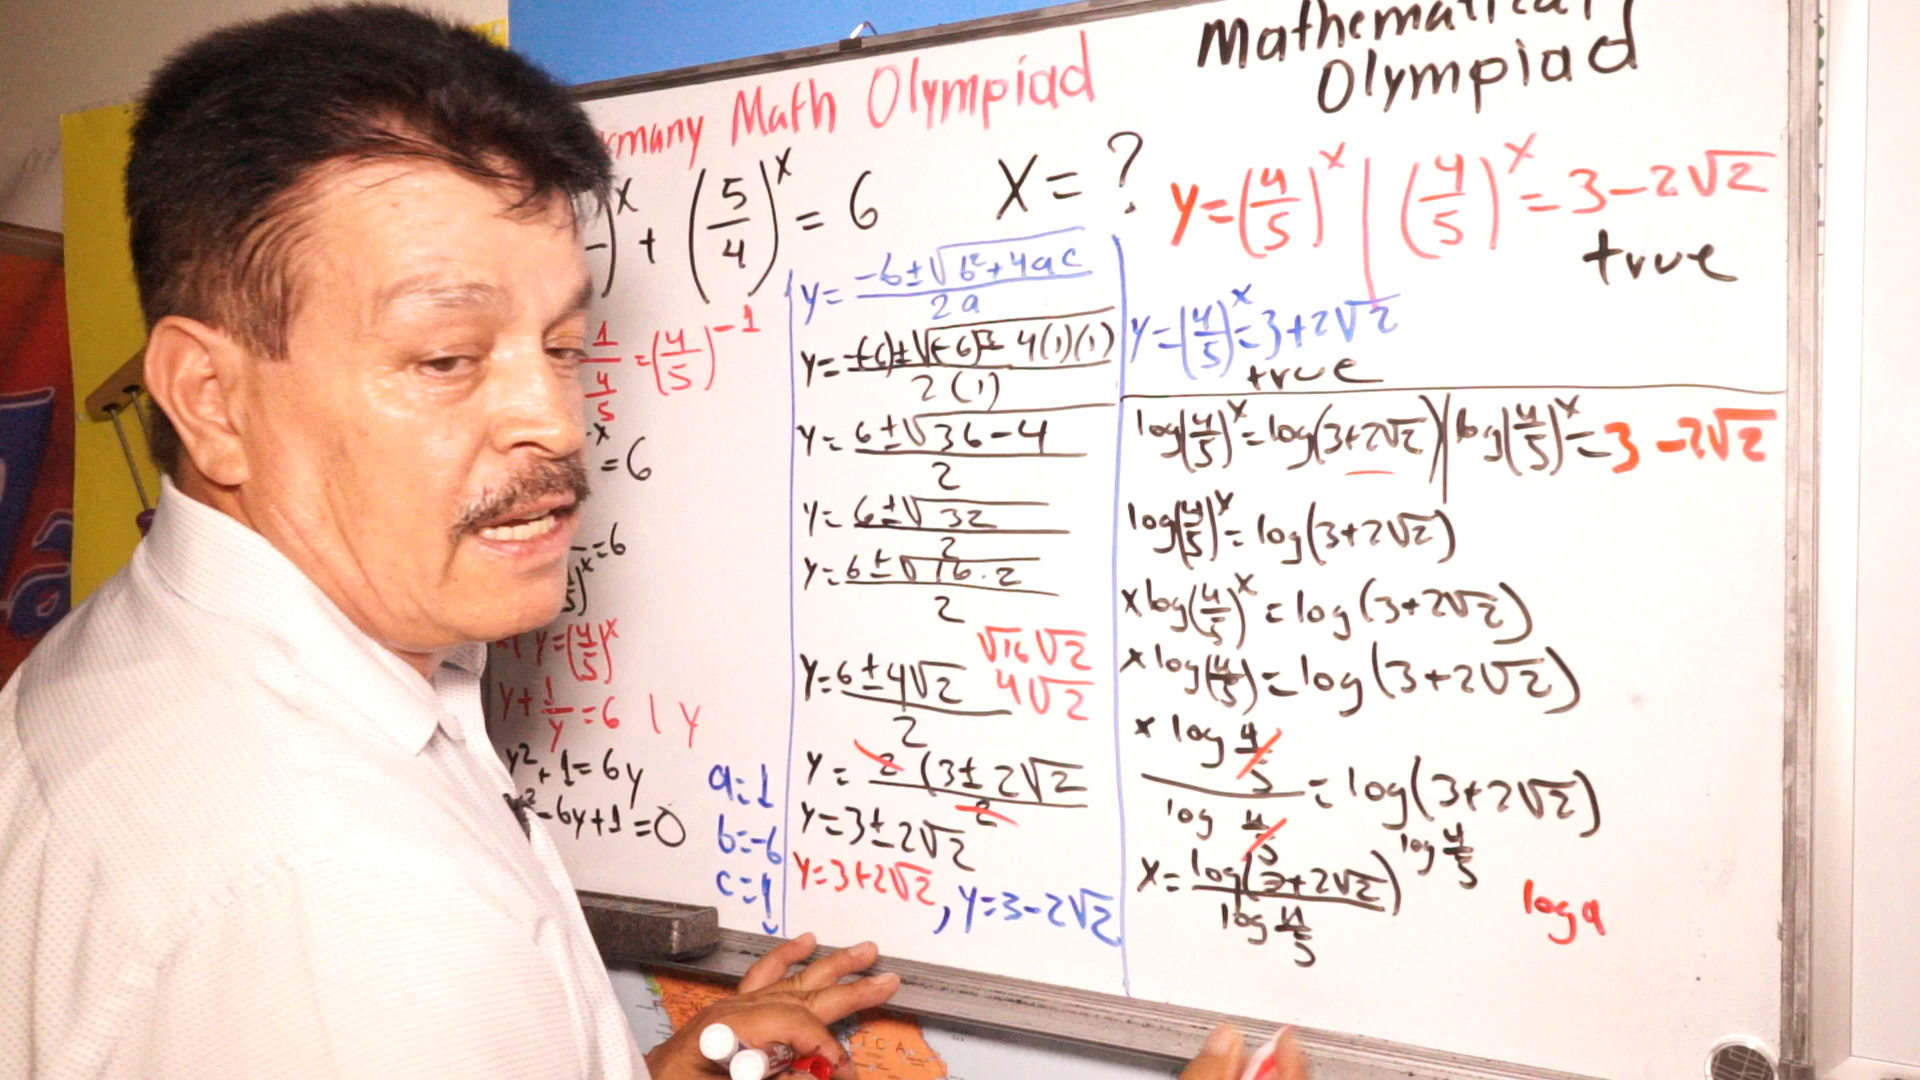 Mathematical
Olympiad
Math Olympiad
)^x + (5/4)^x = 6
X = ?
1/(4/5) = (4/5)^-1
-x = 6
= 6
y = (4/5)^x
y + 1/y = 6 | y
y² + 1 = 6y
y² - 6y + 1 = 0
a = 1
b = -6
c = 1
y = (-b ± √(b² + 4ac))/(2a)
y = (-(-6) ± √((-6)² - 4(1)(1)))/(2(1))
y = (6 ± √(36 - 4))/2
y = (6 ± √32)/2
y = (6 ± √(16 · 2))/2
√16 √2
4√2
y = (6 ± 4√2)/2
y = 2(3 ± 2√2/2
y = 3 ± 2√2
y = 3 + 2√2, y = 3 - 2√2
y = (4/5)^x | (4/5)^x = 3 - 2√2
true
y = (4/5)^x = 3 + 2√2
true
log(4/5)^x = log(3 + 2√2) | log(4/5)^x = 3 - 2√2
log(4/5)^x = log(3 + 2√2)
x log(4/5)^x = log(3 + 2√2)
x log(4/5) = log(3 + 2√2)
(x log 4/5)/(log 4/5) = log(3 + 2√2)
log 4/5
x = log(3 + 2√2)/(log 4/5)